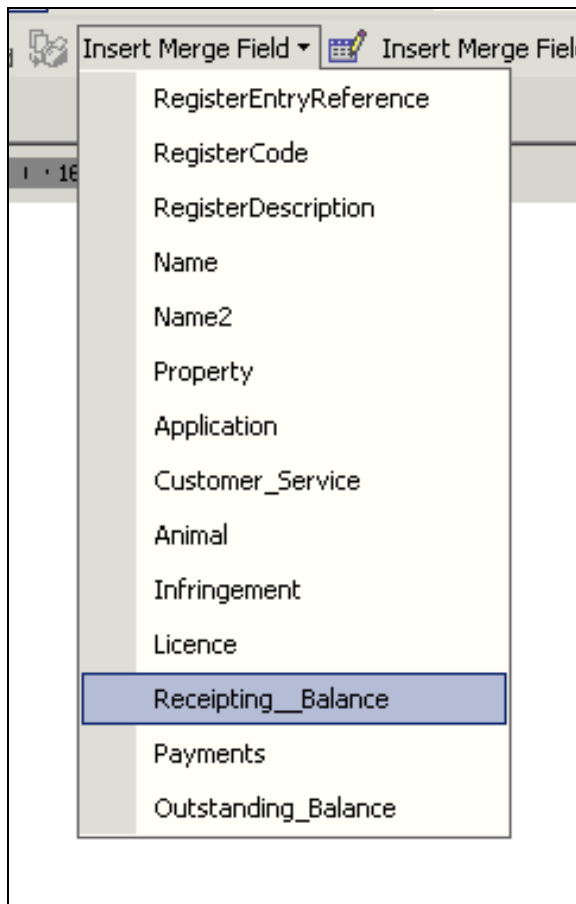 Insert Merge Field Insert Merge Fiel
16
RegisterEntryReference
RegisterCode
RegisterDescription
Name
Name2
Property
Application
Customer_Service
Animal
Infringement
Licence
Receipting__Balance
Payments
Outstanding_Balance